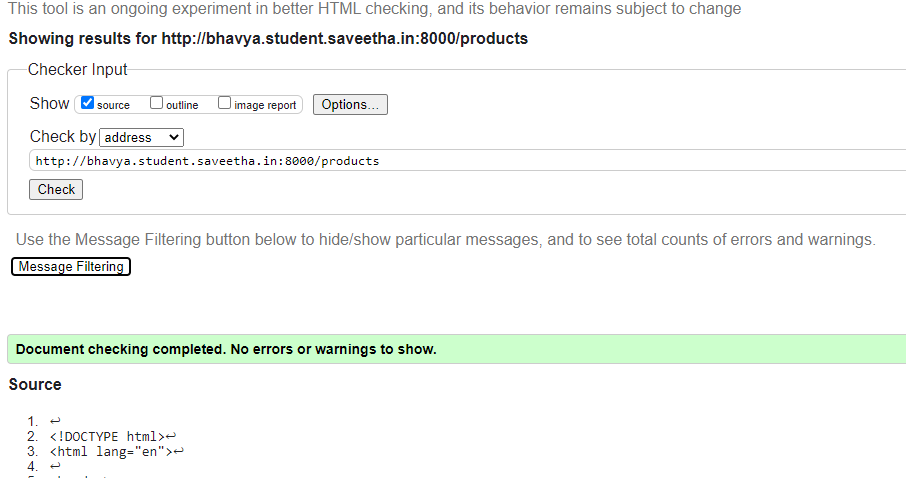 This tool is an ongoing experiment in better HTML checking, and its behavior remains subject to change
Showing results for http://bhavya.student.saveetha.in:8000/products
Checker Input
Show source outline image report Options...
Check by address
http://bhavya.student.saveetha.in:8000/products
Check
Use the Message Filtering button below to hide/show particular messages, and to see total counts of errors and warnings.
Message Filtering
Document checking completed. No errors or warnings to show.
Source
1. ↩
2. <!DOCTYPE html>↩
3. <html lang="en">↩
4. ↩